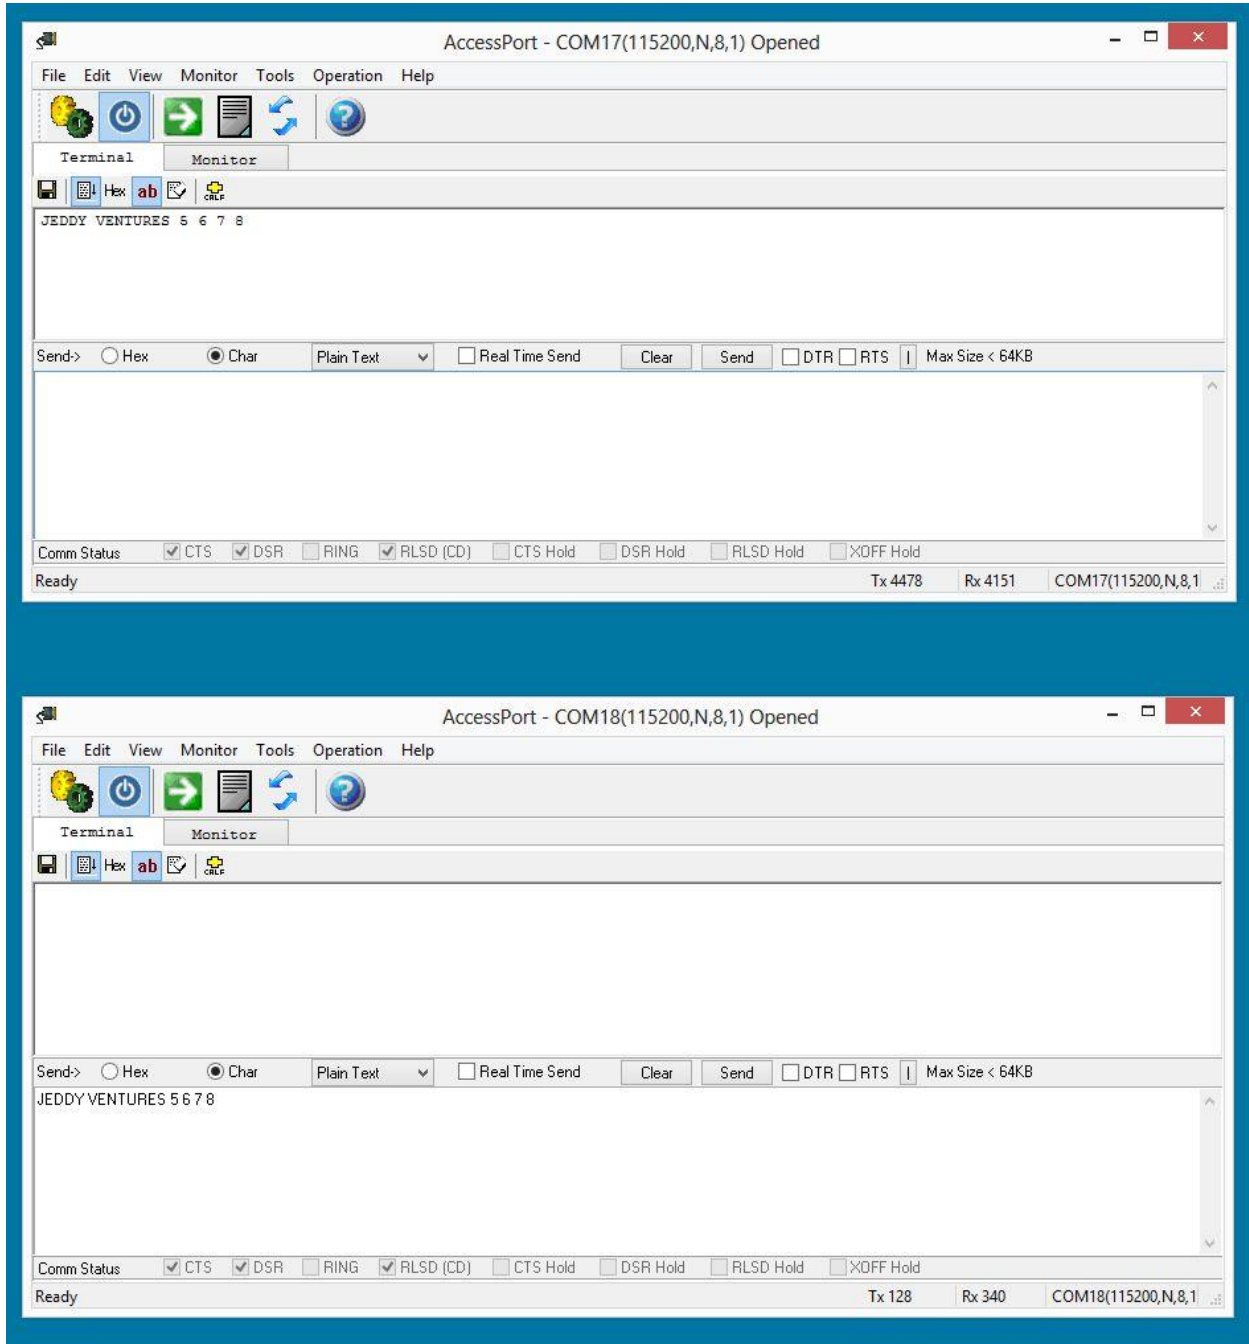 AccessPort - COM17(115200,N,8,1) Opened
File Edit View Monitor Tools Operation Help
Terminal Monitor
Hex ab CRLF
JEDDY VENTURES 5 6 7 8
Send-> Hex Char Plain Text Real Time Send Clear Send DTR RTS | Max Size < 64KB
Comm Status CTS DSR RING RLSD (CD) CTS Hold DSR Hold RLSD Hold XOFF Hold
Ready Tx 4478 Rx 4151 COM17(115200,N,8,1
AccessPort - COM18(115200,N,8,1) Opened
File Edit View Monitor Tools Operation Help
Terminal Monitor
Hex ab CRLF
Send-> Hex Char Plain Text Real Time Send Clear Send DTR RTS | Max Size < 64KB
JEDDY VENTURES 5 6 7 8
Comm Status CTS DSR RING RLSD (CD) CTS Hold DSR Hold RLSD Hold XOFF Hold
Ready Tx 128 Rx 340 COM18(115200,N,8,1